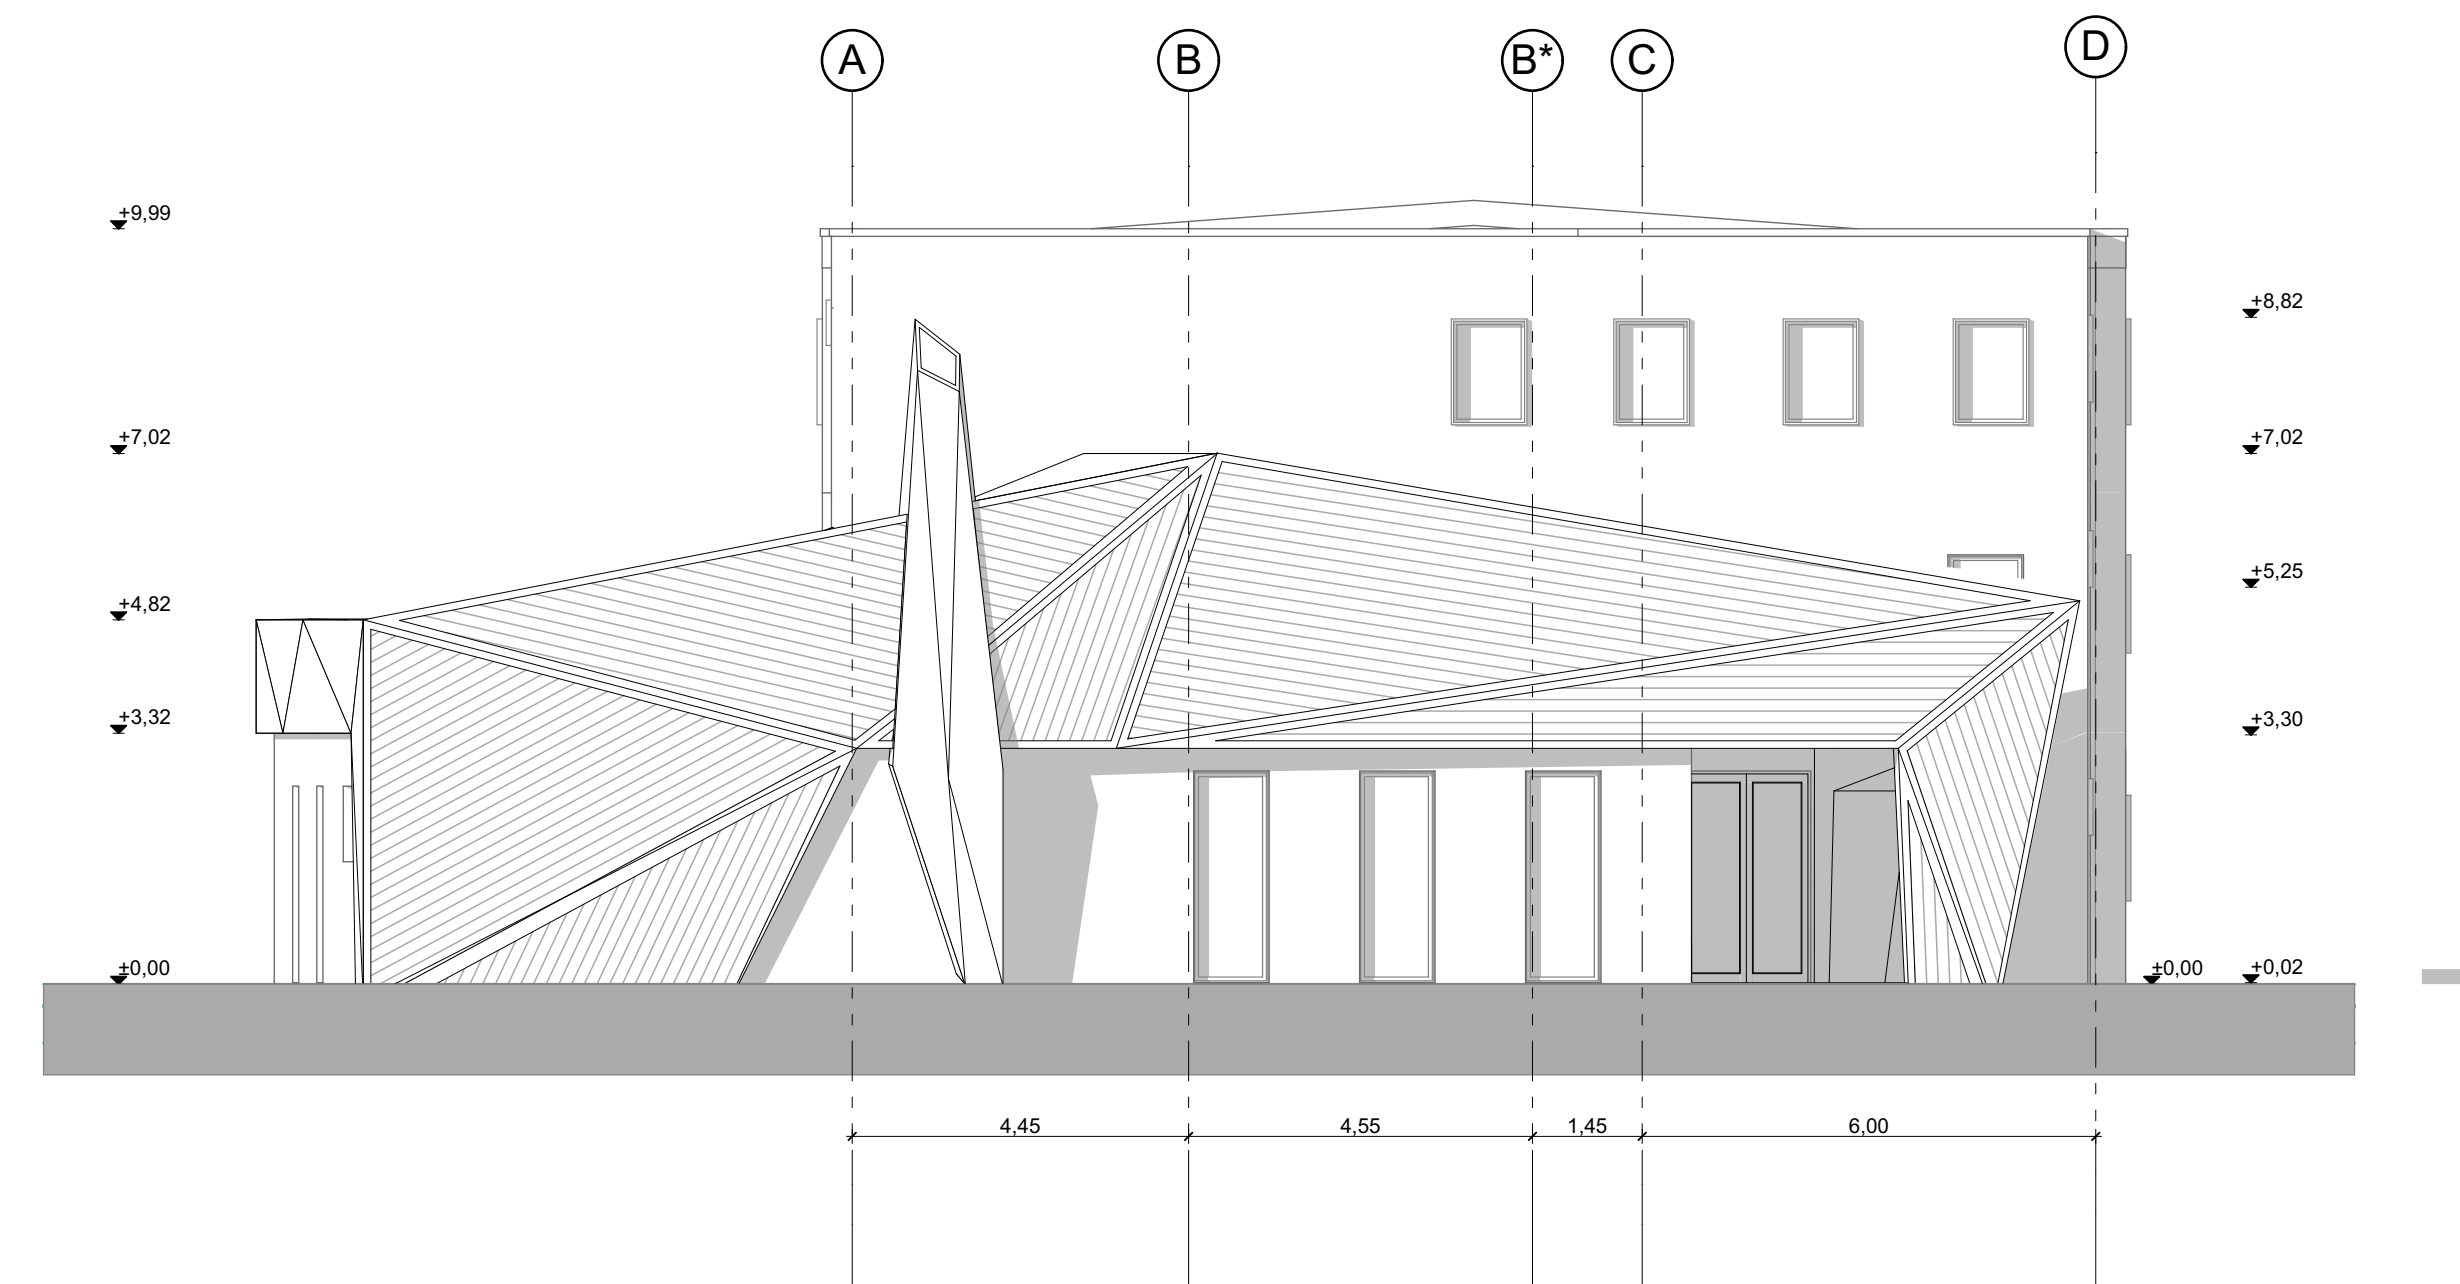 A B B* C D
+9,99
+8,82
+7,02 +7,02
+5,25
+4,82
+3,32 +3,30
±0,00 ±0,00 +0,02
4,45 4,55 1,45 6,00